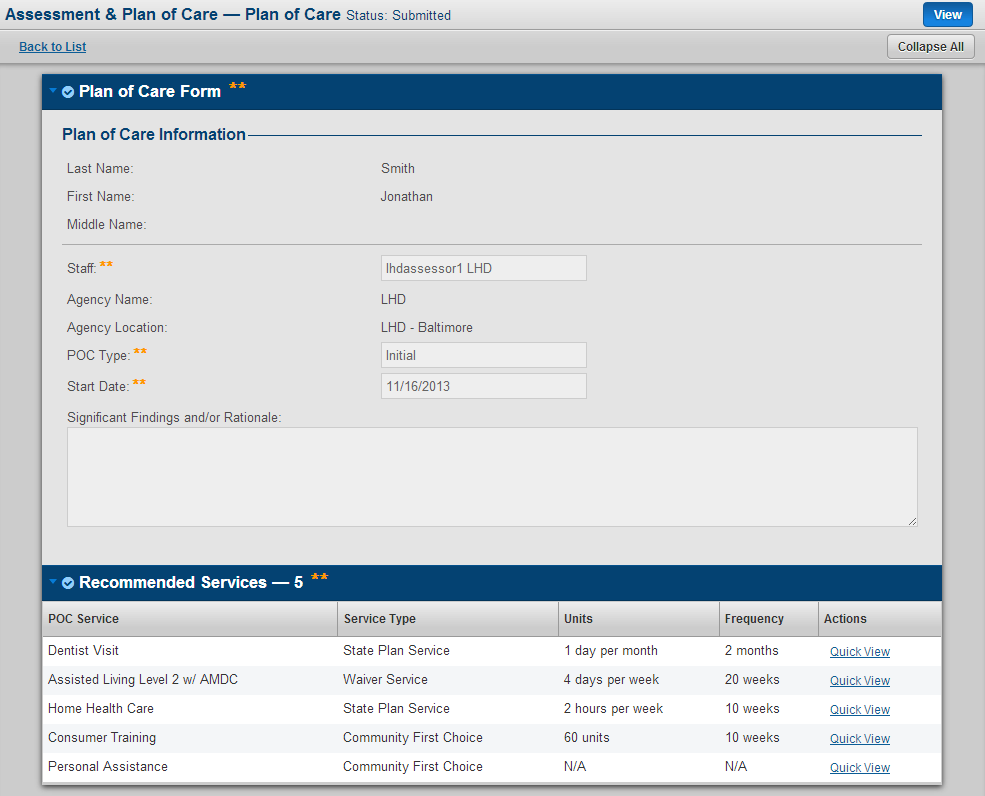 Assessment & Plan of Care — Plan of Care Status: Submitted View
Back to List Collapse All
Plan of Care Form **
Plan of Care Information
Last Name: Smith
First Name: Jonathan
Middle Name:
Staff: ** lhdassessor1 LHD
Agency Name: LHD
Agency Location: LHD - Baltimore
POC Type: ** Initial
Start Date: ** 11/16/2013
Significant Findings and/or Rationale:
Recommended Services — 5 **
POC Service Service Type Units Frequency Actions
Dentist Visit State Plan Service 1 day per month 2 months Quick View
Assisted Living Level 2 w/ AMDC Waiver Service 4 days per week 20 weeks Quick View
Home Health Care State Plan Service 2 hours per week 10 weeks Quick View
Consumer Training Community First Choice 60 units 10 weeks Quick View
Personal Assistance Community First Choice N/A N/A Quick View